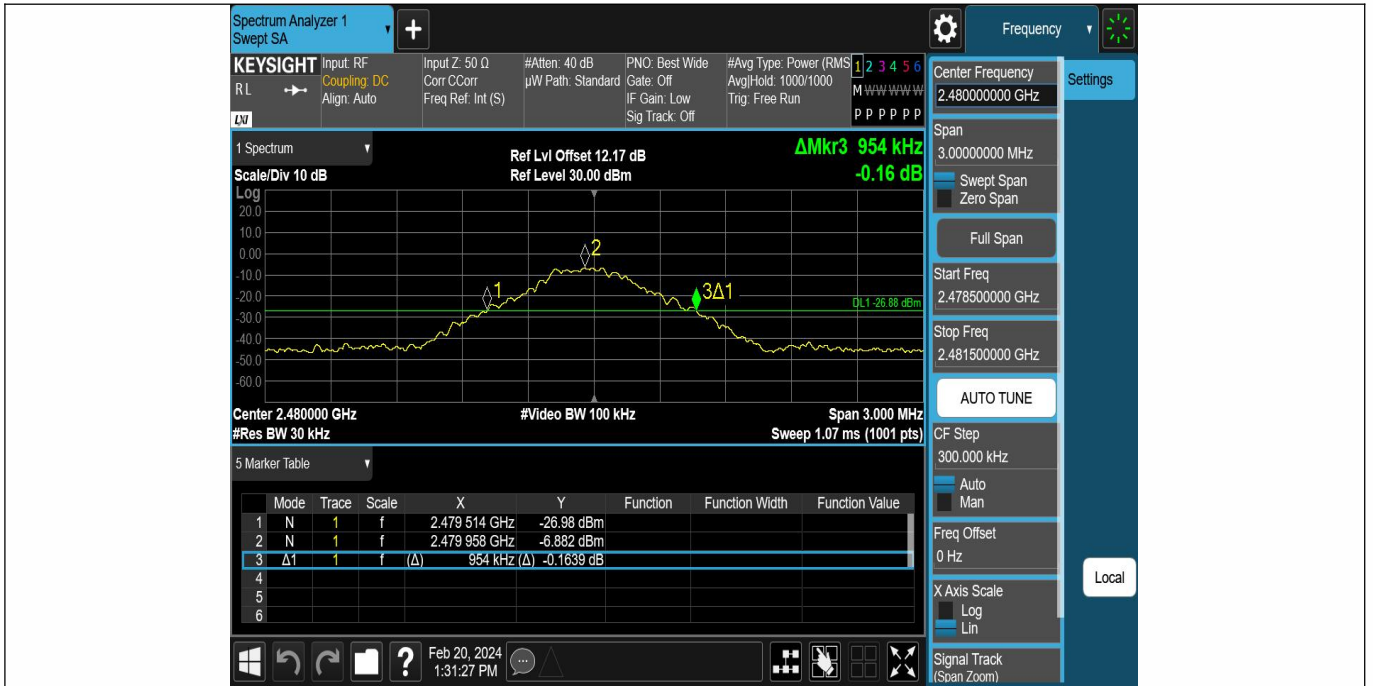 Spectrum Analyzer 1
Swept SA
+
Frequency
KEYSIGHT
RL
LXI
Input: RF
Coupling: DC
Align: Auto
Input Z: 50 Ω
Corr CCorr
Freq Ref: Int (S)
#Atten: 40 dB
µW Path: Standard
PNO: Best Wide
Gate: Off
IF Gain: Low
Sig Track: Off
#Avg Type: Power (RMS
Avg|Hold: 1000/1000
Trig: Free Run
1 2 3 4 5 6
M W W W W W
P P P P P P
1 Spectrum
Scale/Div 10 dB
Ref Lvl Offset 12.17 dB
Ref Level 30.00 dBm
ΔMkr3 954 kHz
-0.16 dB
Log
20.0
10.0
0.00
-10.0
-20.0
-30.0
-40.0
-50.0
-60.0
1
2
3Δ1
DL1 -26.88 dBm
Center 2.480000 GHz
#Video BW 100 kHz
Span 3.000 MHz
#Res BW 30 kHz
Sweep 1.07 ms (1001 pts)
5 Marker Table
Mode Trace Scale X Y Function Function Width Function Value
1 N 1 f 2.479 514 GHz -26.98 dBm
2 N 1 f 2.479 958 GHz -6.882 dBm
3 Δ1 1 f (Δ) 954 kHz (Δ) -0.1639 dB
4
5
6
Feb 20, 2024
1:31:27 PM
?
Center Frequency
2.480000000 GHz
Settings
Span
3.00000000 MHz
Swept Span
Zero Span
Full Span
Start Freq
2.478500000 GHz
Stop Freq
2.481500000 GHz
AUTO TUNE
CF Step
300.000 kHz
Auto
Man
Freq Offset
0 Hz
X Axis Scale
Log
Lin
Local
Signal Track
(Span Zoom)